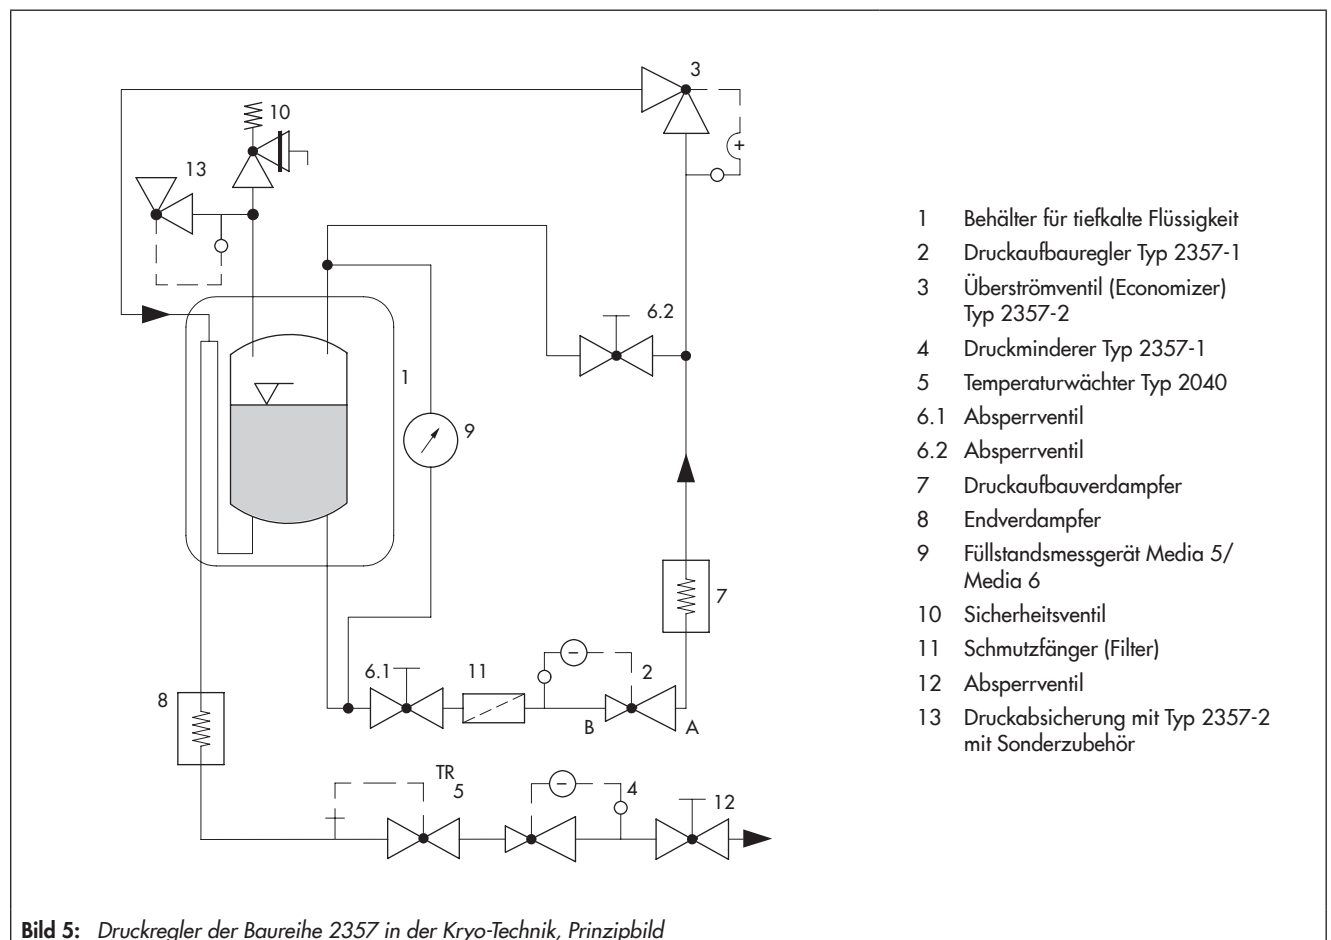 3
10
13
6.2
1
9
7
6.1
11
2
B
A
8
TR
5
4
12
+
−
−
1 Behälter für tiefkalte Flüssigkeit
2 Druckaufbauregler Typ 2357-1
3 Überströmventil (Economizer)
Typ 2357-2
4 Druckminderer Typ 2357-1
5 Temperaturwächter Typ 2040
6.1 Absperrventil
6.2 Absperrventil
7 Druckaufbauverdampfer
8 Endverdampfer
9 Füllstandsmessgerät Media 5/
Media 6
10 Sicherheitsventil
11 Schmutzfänger (Filter)
12 Absperrventil
13 Druckabsicherung mit Typ 2357-2
mit Sonderzubehör
Bild 5: Druckregler der Baureihe 2357 in der Kryo-Technik, Prinzipbild